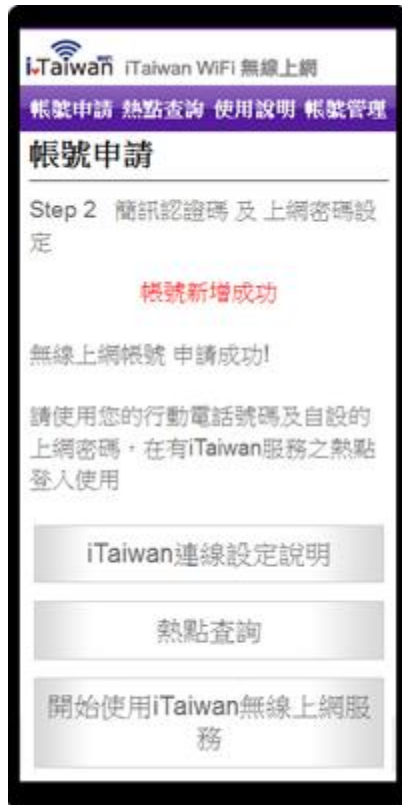 i-Taiwan iTaiwan WiFi 無線上網
帳號申請 熱點查詢 使用說明 帳號管理
帳號申請
Step 2 簡訊認證碼 及 上網密碼設
定
帳號新增成功
無線上網帳號 申請成功!
請使用您的行動電話號碼及自設的
上網密碼，在有iTaiwan服務之熱點
登入使用
iTaiwan連線設定說明
熱點查詢
開始使用iTaiwan無線上網服
務